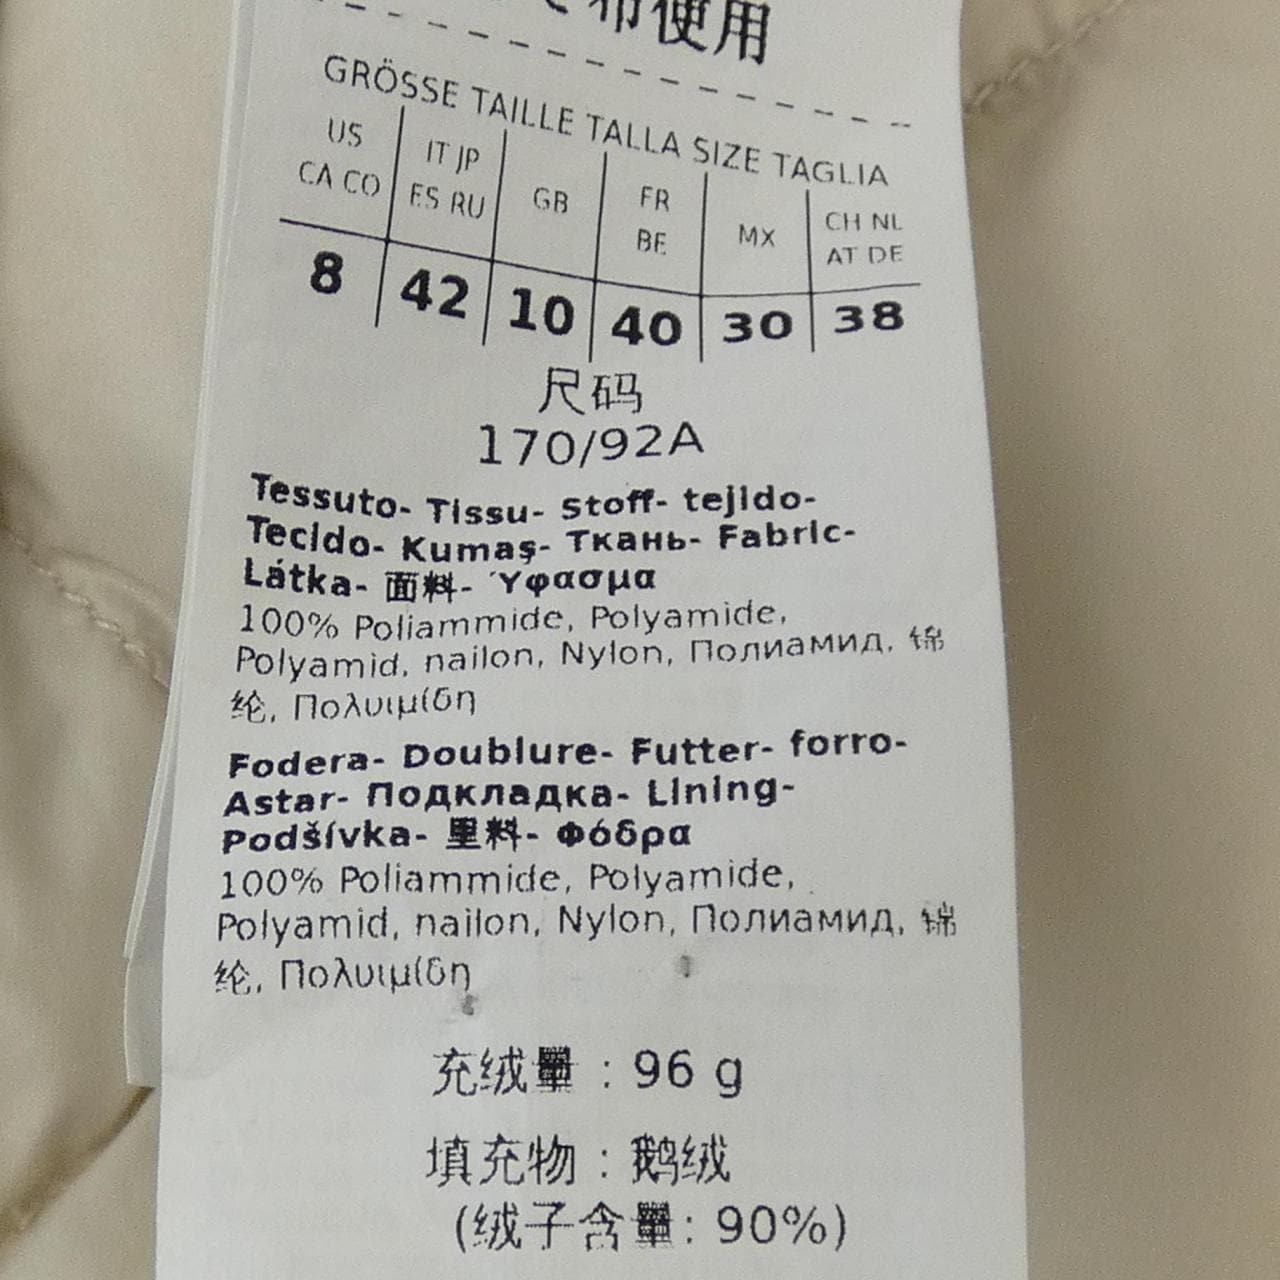 布使用
GRÖSSE TAILLE TALLA SIZE TAGLIA
US CA CO | IT JP ES RU | GB | FR BE | MX | CH NL AT DE
8 | 42 | 10 | 40 | 30 | 38
尺码
170/92A
Tessuto- Tissu- Stoff- tejido-
Tecido- Kumaş- Ткань- Fabric-
Látka- 面料- Ύφασμα
100% Poliammide, Polyamide,
Polyamid, nailon, Nylon, Полиамид, 锦
纶, Πολυιμίδη
Fodera- Doublure- Futter- forro-
Astar- Подкладка- Lining-
Podšívka- 里料- Φόδρα
100% Poliammide, Polyamide,
Polyamid, nailon, Nylon, Полиамид, 锦
纶, Πολυιμίδη
充绒量 : 96 g
填充物 : 鹅绒
(绒子含量: 90%)